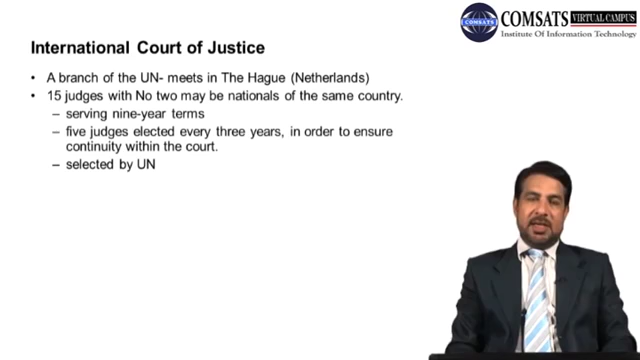 COMSATS VIRTUAL CAMPUS
Institute Of Information Technology
International Court of Justice
• A branch of the UN- meets in The Hague (Netherlands)
• 15 judges with No two may be nationals of the same country.
– serving nine-year terms
– five judges elected every three years, in order to ensure
continuity within the court.
– selected by UN